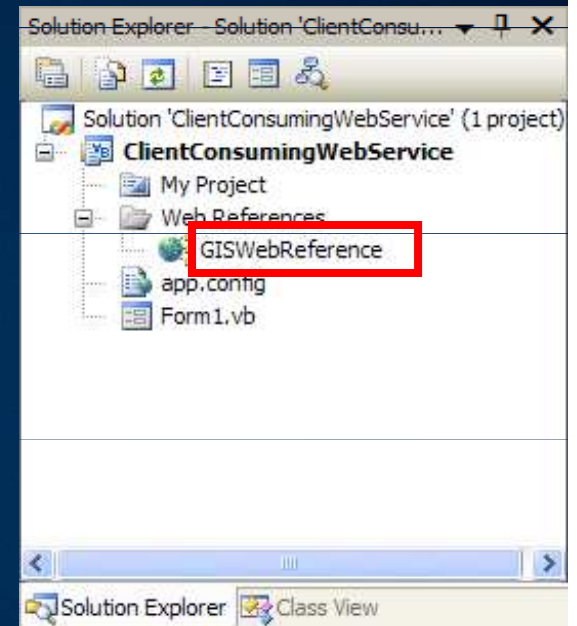 Solution Explorer - Solution 'ClientConsu...
Solution 'ClientConsumingWebService' (1 project)
ClientConsumingWebService
My Project
Web References
GISWebReference
app.config
Form1.vb
Solution Explorer Class View